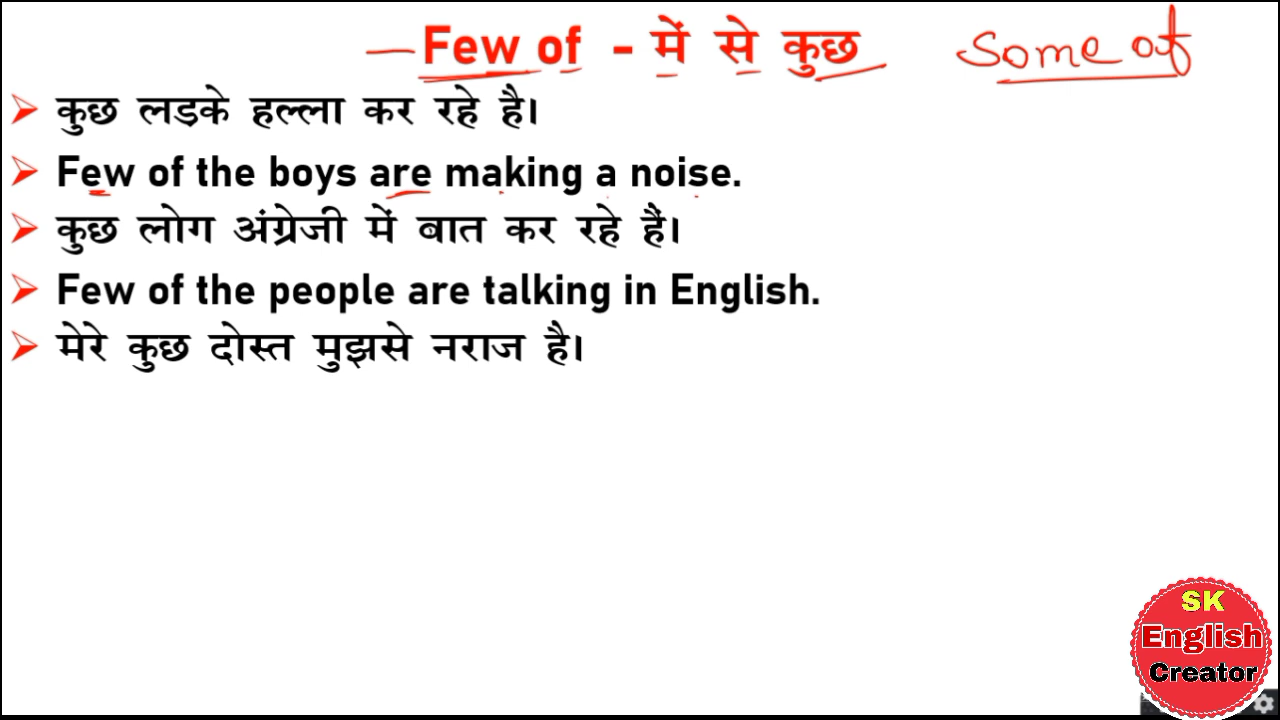 Few of - में से कुछ Some of
➢ कुछ लड़के हल्ला कर रहे है।
➢ Few of the boys are making a noise.
➢ कुछ लोग अंग्रेजी में बात कर रहे हैं।
➢ Few of the people are talking in English.
➢ मेरे कुछ दोस्त मुझसे नराज है।
SK
English
Creator